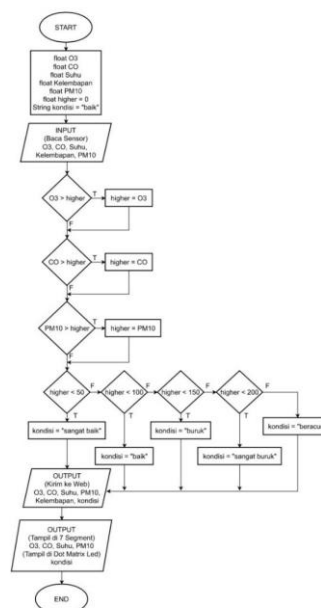 START
float O3
float CO
float Suhu
float Kelembapan
float PM10
float higher = 0
String kondisi = "baik"
INPUT
(Baca Sensor)
O3, CO, Suhu,
Kelembapan, PM10
O3 > higher
T
higher = O3
F
CO > higher
T
higher = CO
F
PM10 > higher
T
higher = PM10
F
higher < 50
F
higher < 100
F
higher < 150
F
higher < 200
F
T
T
T
T
kondisi = "sangat baik"
kondisi = "buruk"
kondisi = "beracu
kondisi = "baik"
kondisi = "sangat buruk"
OUTPUT
(Kirim ke Web)
O3, CO, Suhu, PM10,
Kelembapan, kondisi
OUTPUT
(Tampil di 7 Segment)
O3, CO, Suhu, PM10
(Tampil di Dot Matrix Led)
kondisi
END